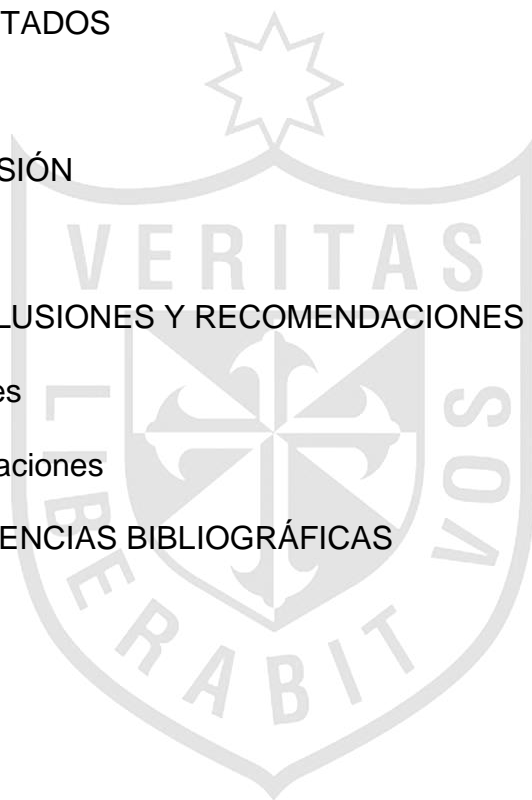 TADOS
SIÓN
VERITAS
LUSIONES Y RECOMENDACIONES
es
aciones
ENCIAS BIBLIOGRÁFICAS
LIBERABIT
VOS